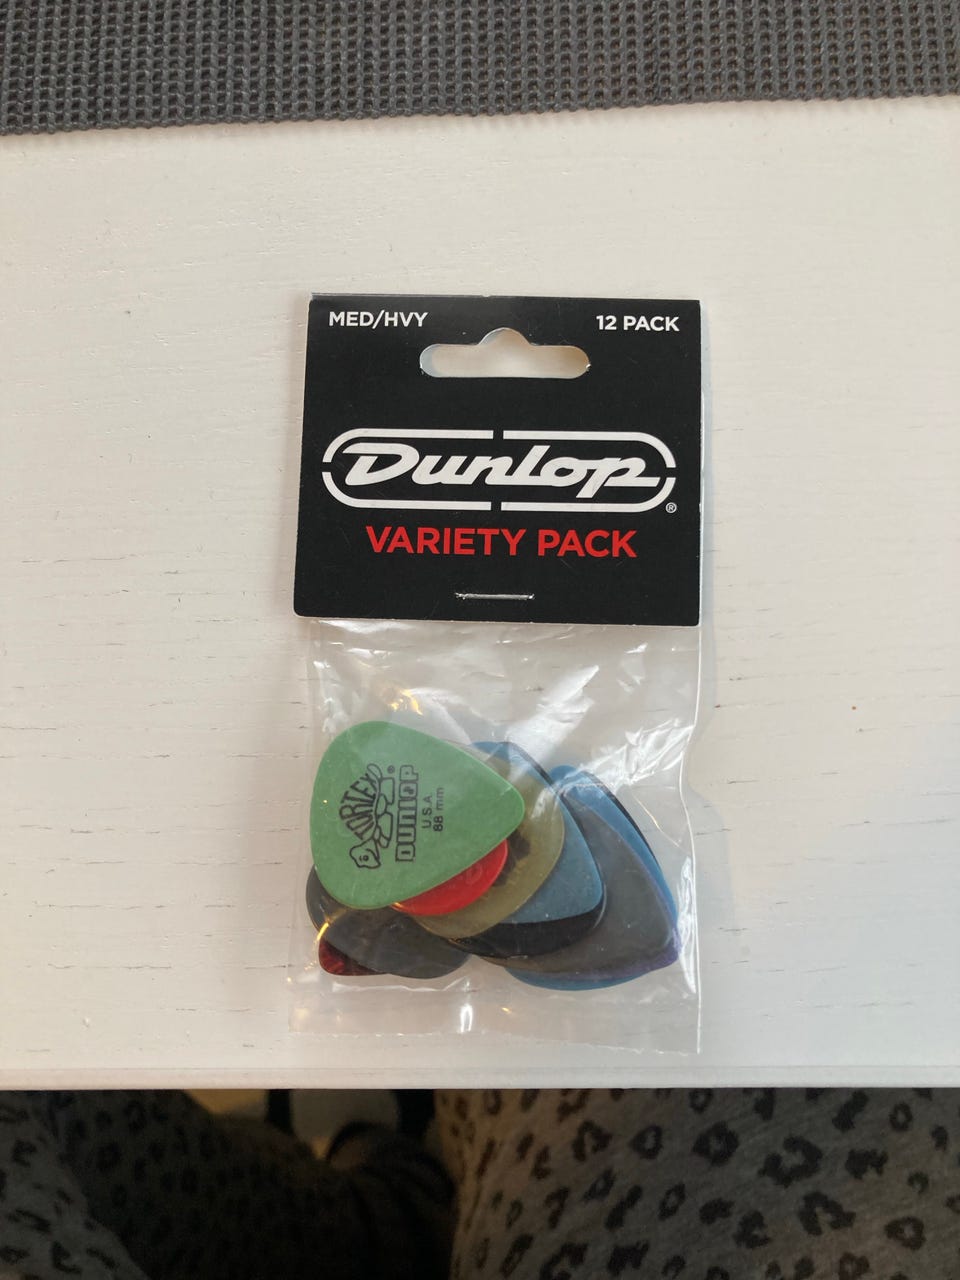 MED/HVY 12 PACK
Dunlop®
VARIETY PACK
TORTEX®
DUNLOP
U.S.A.
88 mm